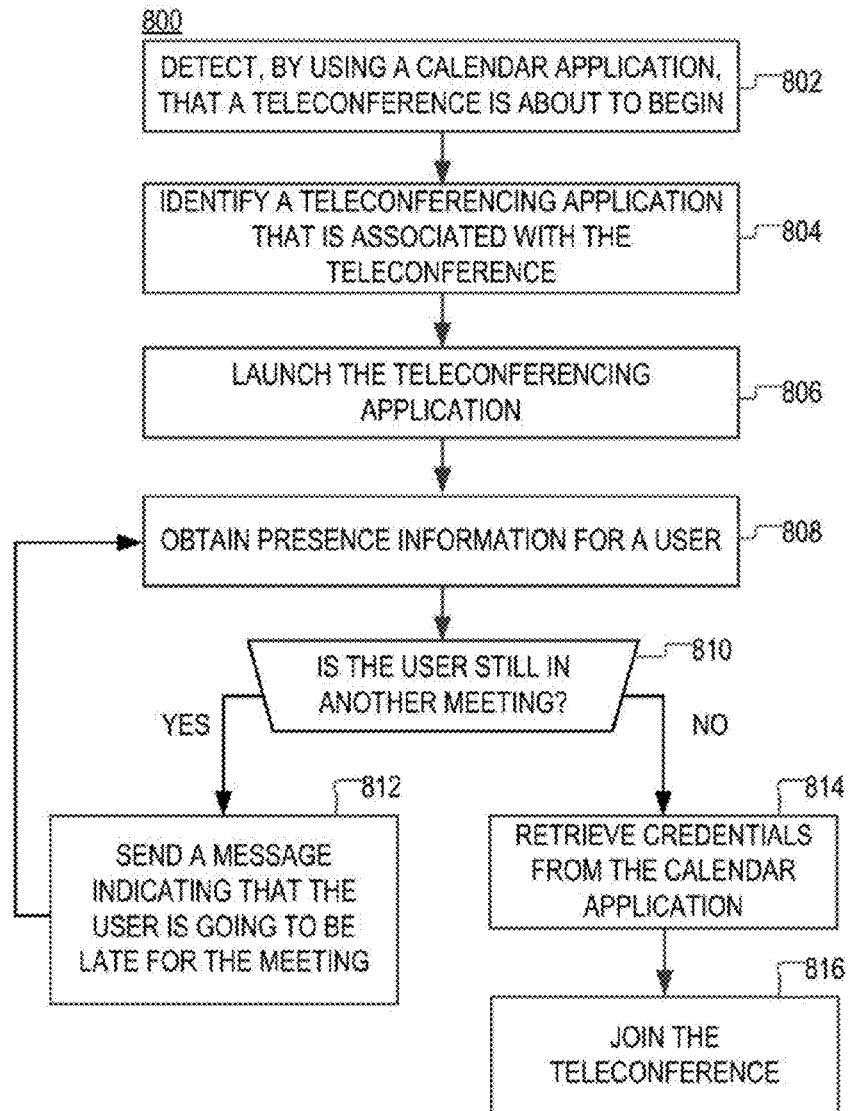 800
DETECT, BY USING A CALENDAR APPLICATION,
THAT A TELECONFERENCE IS ABOUT TO BEGIN
802
IDENTIFY A TELECONFERENCING APPLICATION
THAT IS ASSOCIATED WITH THE
TELECONFERENCE
804
LAUNCH THE TELECONFERENCING
APPLICATION
806
OBTAIN PRESENCE INFORMATION FOR A USER
808
IS THE USER STILL IN
ANOTHER MEETING?
810
YES
NO
812
SEND A MESSAGE
INDICATING THAT THE
USER IS GOING TO BE
LATE FOR THE MEETING
814
RETRIEVE CREDENTIALS
FROM THE CALENDAR
APPLICATION
816
JOIN THE
TELECONFERENCE